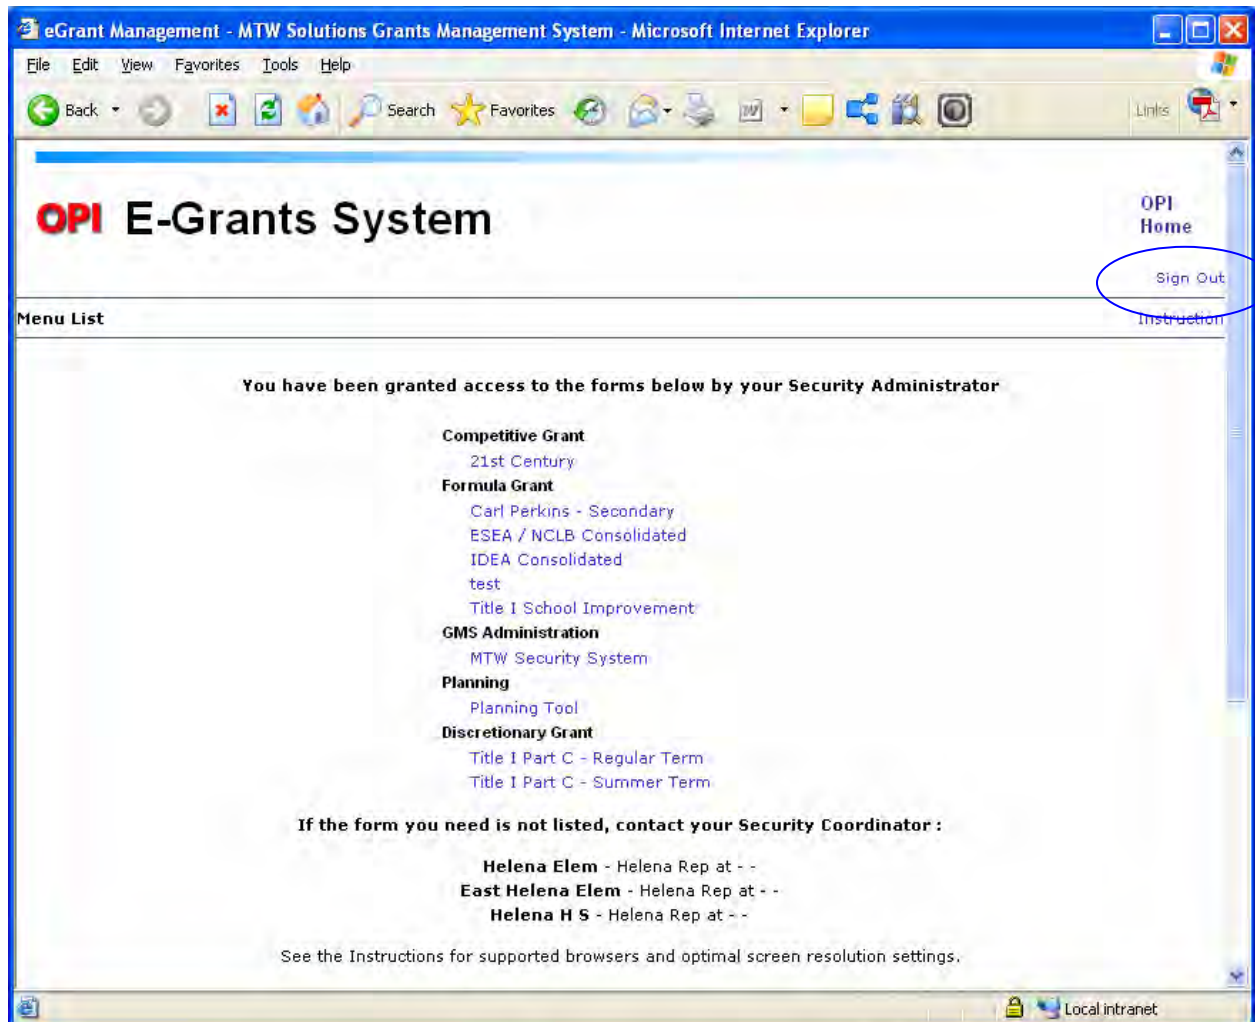 eGrant Management - MTW Solutions Grants Management System - Microsoft Internet Explorer
File Edit View Favorites Tools Help
Back Search Favorites Links
OPI E-Grants System
OPI
Home
Sign Out
Menu List Instruction
You have been granted access to the forms below by your Security Administrator
Competitive Grant
21st Century
Formula Grant
Carl Perkins - Secondary
ESEA / NCLB Consolidated
IDEA Consolidated
test
Title I School Improvement
GMS Administration
MTW Security System
Planning
Planning Tool
Discretionary Grant
Title I Part C - Regular Term
Title I Part C - Summer Term
If the form you need is not listed, contact your Security Coordinator :
Helena Elem - Helena Rep at - -
East Helena Elem - Helena Rep at - -
Helena H S - Helena Rep at - -
See the Instructions for supported browsers and optimal screen resolution settings.
Local intranet